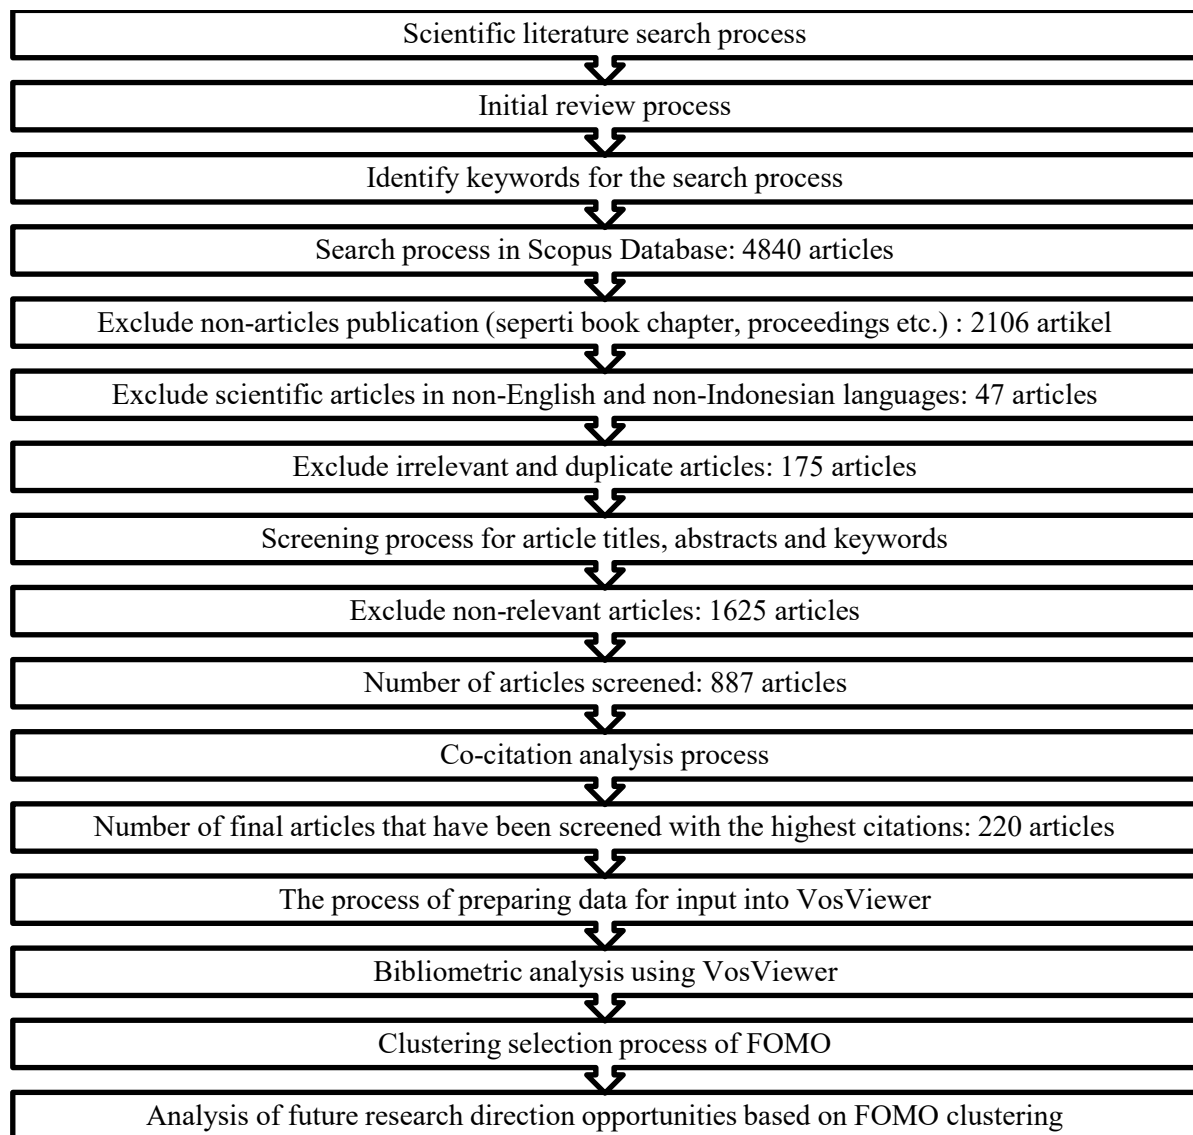 Scientific literature search process
Initial review process
Identify keywords for the search process
Search process in Scopus Database: 4840 articles
Exclude non-articles publication (seperti book chapter, proceedings etc.) : 2106 artikel
Exclude scientific articles in non-English and non-Indonesian languages: 47 articles
Exclude irrelevant and duplicate articles: 175 articles
Screening process for article titles, abstracts and keywords
Exclude non-relevant articles: 1625 articles
Number of articles screened: 887 articles
Co-citation analysis process
Number of final articles that have been screened with the highest citations: 220 articles
The process of preparing data for input into VosViewer
Bibliometric analysis using VosViewer
Clustering selection process of FOMO
Analysis of future research direction opportunities based on FOMO clustering